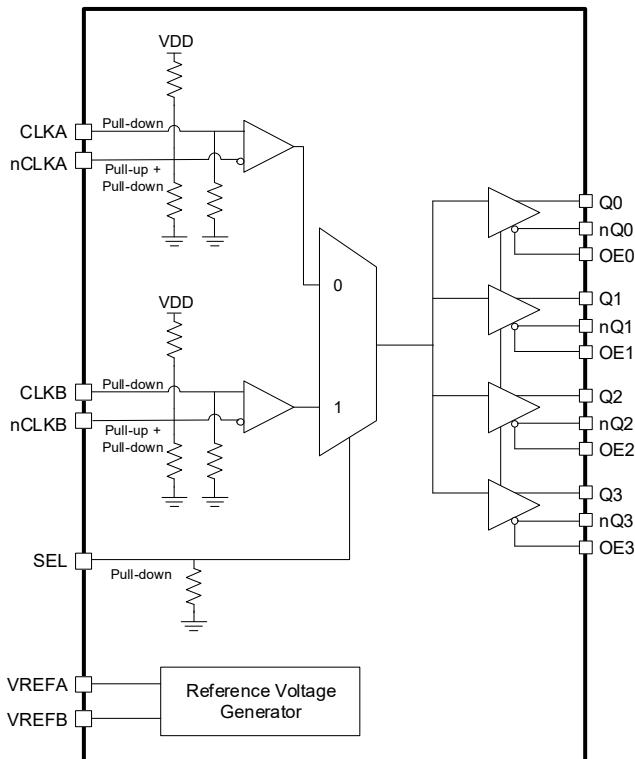 VDD
CLKA
Pull-down
nCLKA
Pull-up +
Pull-down
0
VDD
CLKB
Pull-down
nCLKB
Pull-up +
Pull-down
1
SEL
Pull-down
VREFA
VREFB
Reference Voltage
Generator
Q0
nQ0
OE0
Q1
nQ1
OE1
Q2
nQ2
OE2
Q3
nQ3
OE3